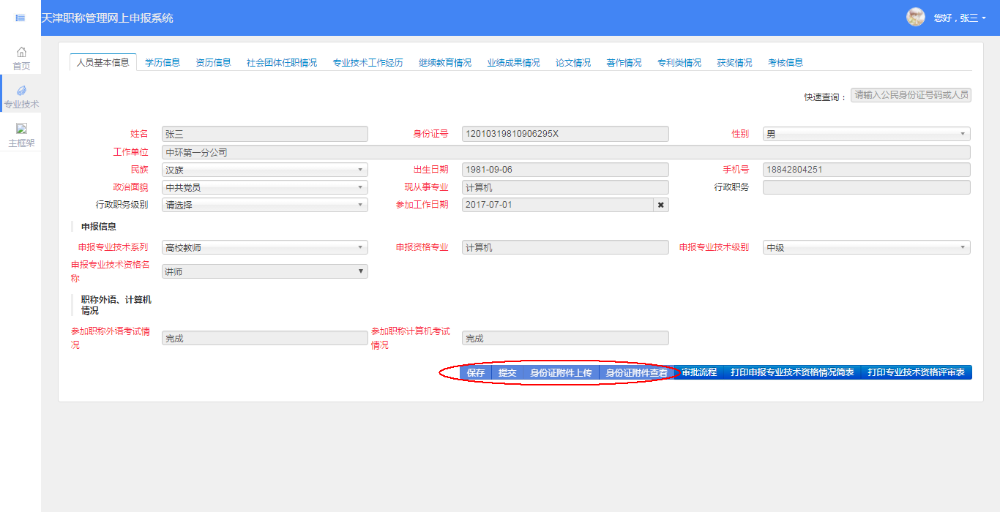 天津职称管理网上申报系统
您好，张三
首页
专业技术
主框架
人员基本信息 学历信息 资历信息 社会团体任职情况 专业技术工作经历 继续教育情况 业绩成果情况 论文情况 著作情况 专利类情况 获奖情况 考核信息
快速查询： 请输入公民身份证号码或人员
姓名 张三 身份证号 12010319810906295X 性别 男
工作单位 中环第一分公司
民族 汉族 出生日期 1981-09-06 手机号 18842804251
政治面貌 中共党员 现从事专业 计算机 行政职务
行政职务级别 请选择 参加工作日期 2017-07-01
申报信息
申报专业技术系列 高校教师 申报资格专业 计算机 申报专业技术级别 中级
申报专业技术资格名
称
讲师
职称外语、计算机
情况
参加职称外语考试情
况
完成
参加职称计算机考试
情况
完成
保存 提交 身份证附件上传 身份证附件查看 审批流程 打印申报专业技术资格情况简表 打印专业技术资格评审表